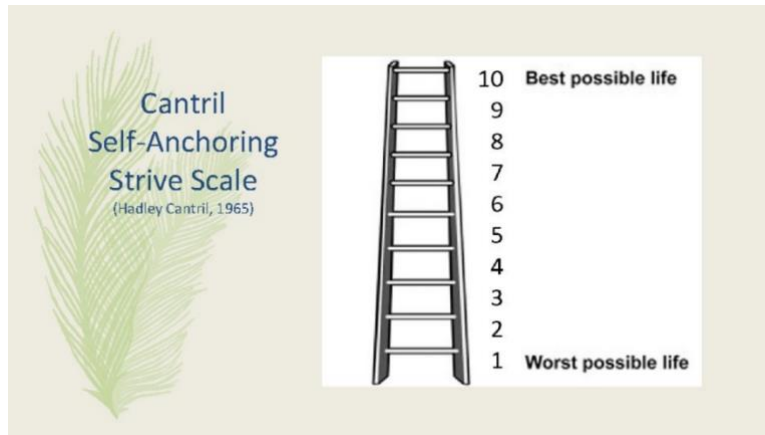 Cantril
Self-Anchoring
Strive Scale
(Hadley Cantril, 1965)
10 Best possible life
9
8
7
6
5
4
3
2
1 Worst possible life